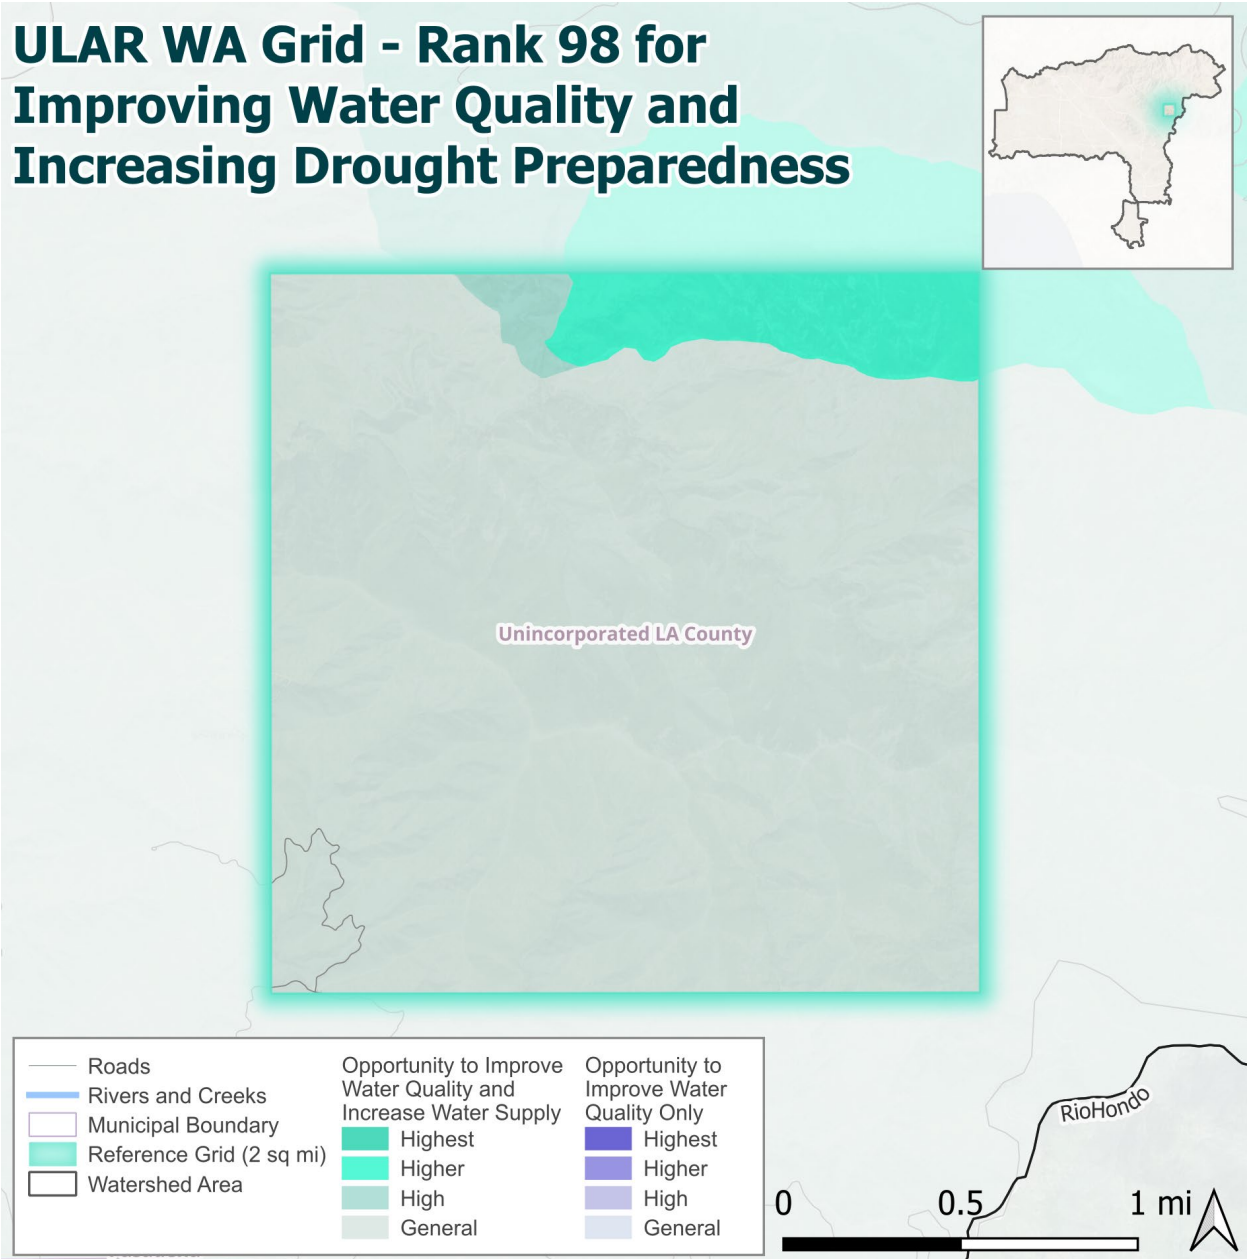 ULAR WA Grid - Rank 98 for
Improving Water Quality and
Increasing Drought Preparedness
Unincorporated LA County
RioHondo
Roads
Rivers and Creeks
Municipal Boundary
Reference Grid (2 sq mi)
Watershed Area
Opportunity to Improve
Water Quality and
Increase Water Supply
Highest
Higher
High
General
Opportunity to
Improve Water
Quality Only
Highest
Higher
High
General
0 0.5 1 mi